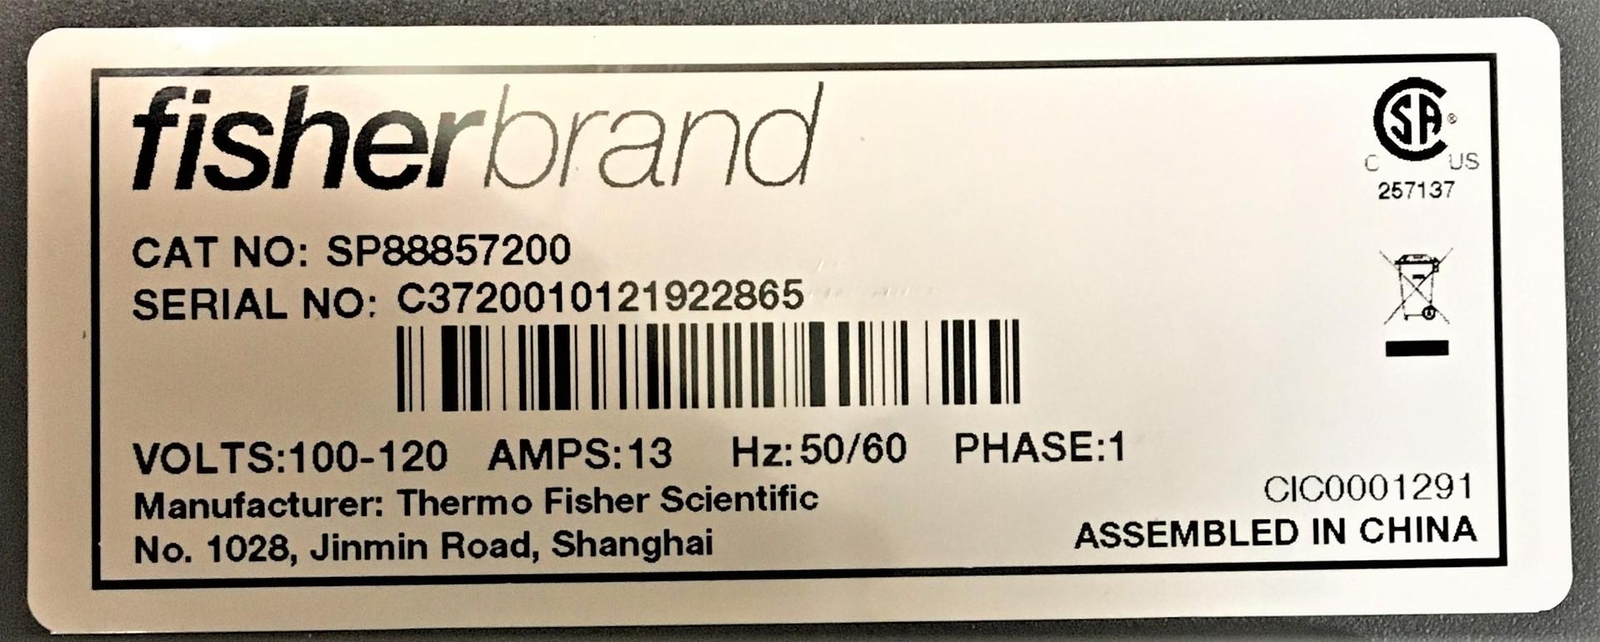 fisherbrand
CAT NO: SP88857200
SERIAL NO: C3720010121922865
VOLTS:100-120 AMPS:13 Hz:50/60 PHASE:1
Manufacturer: Thermo Fisher Scientific
No. 1028, Jinmin Road, Shanghai
SA®
C US
257137
CIC0001291
ASSEMBLED IN CHINA